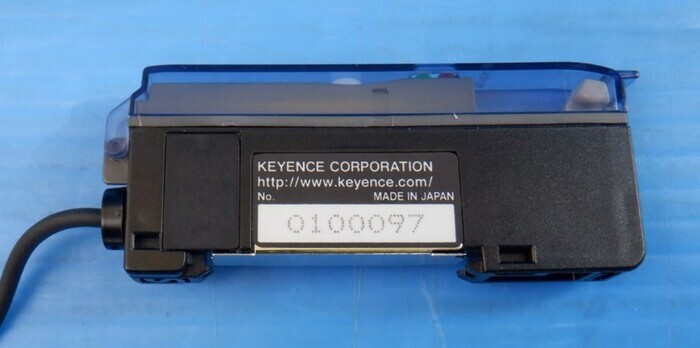 KEYENCE CORPORATION
http://www.keyence.com/
No. MADE IN JAPAN
0100097